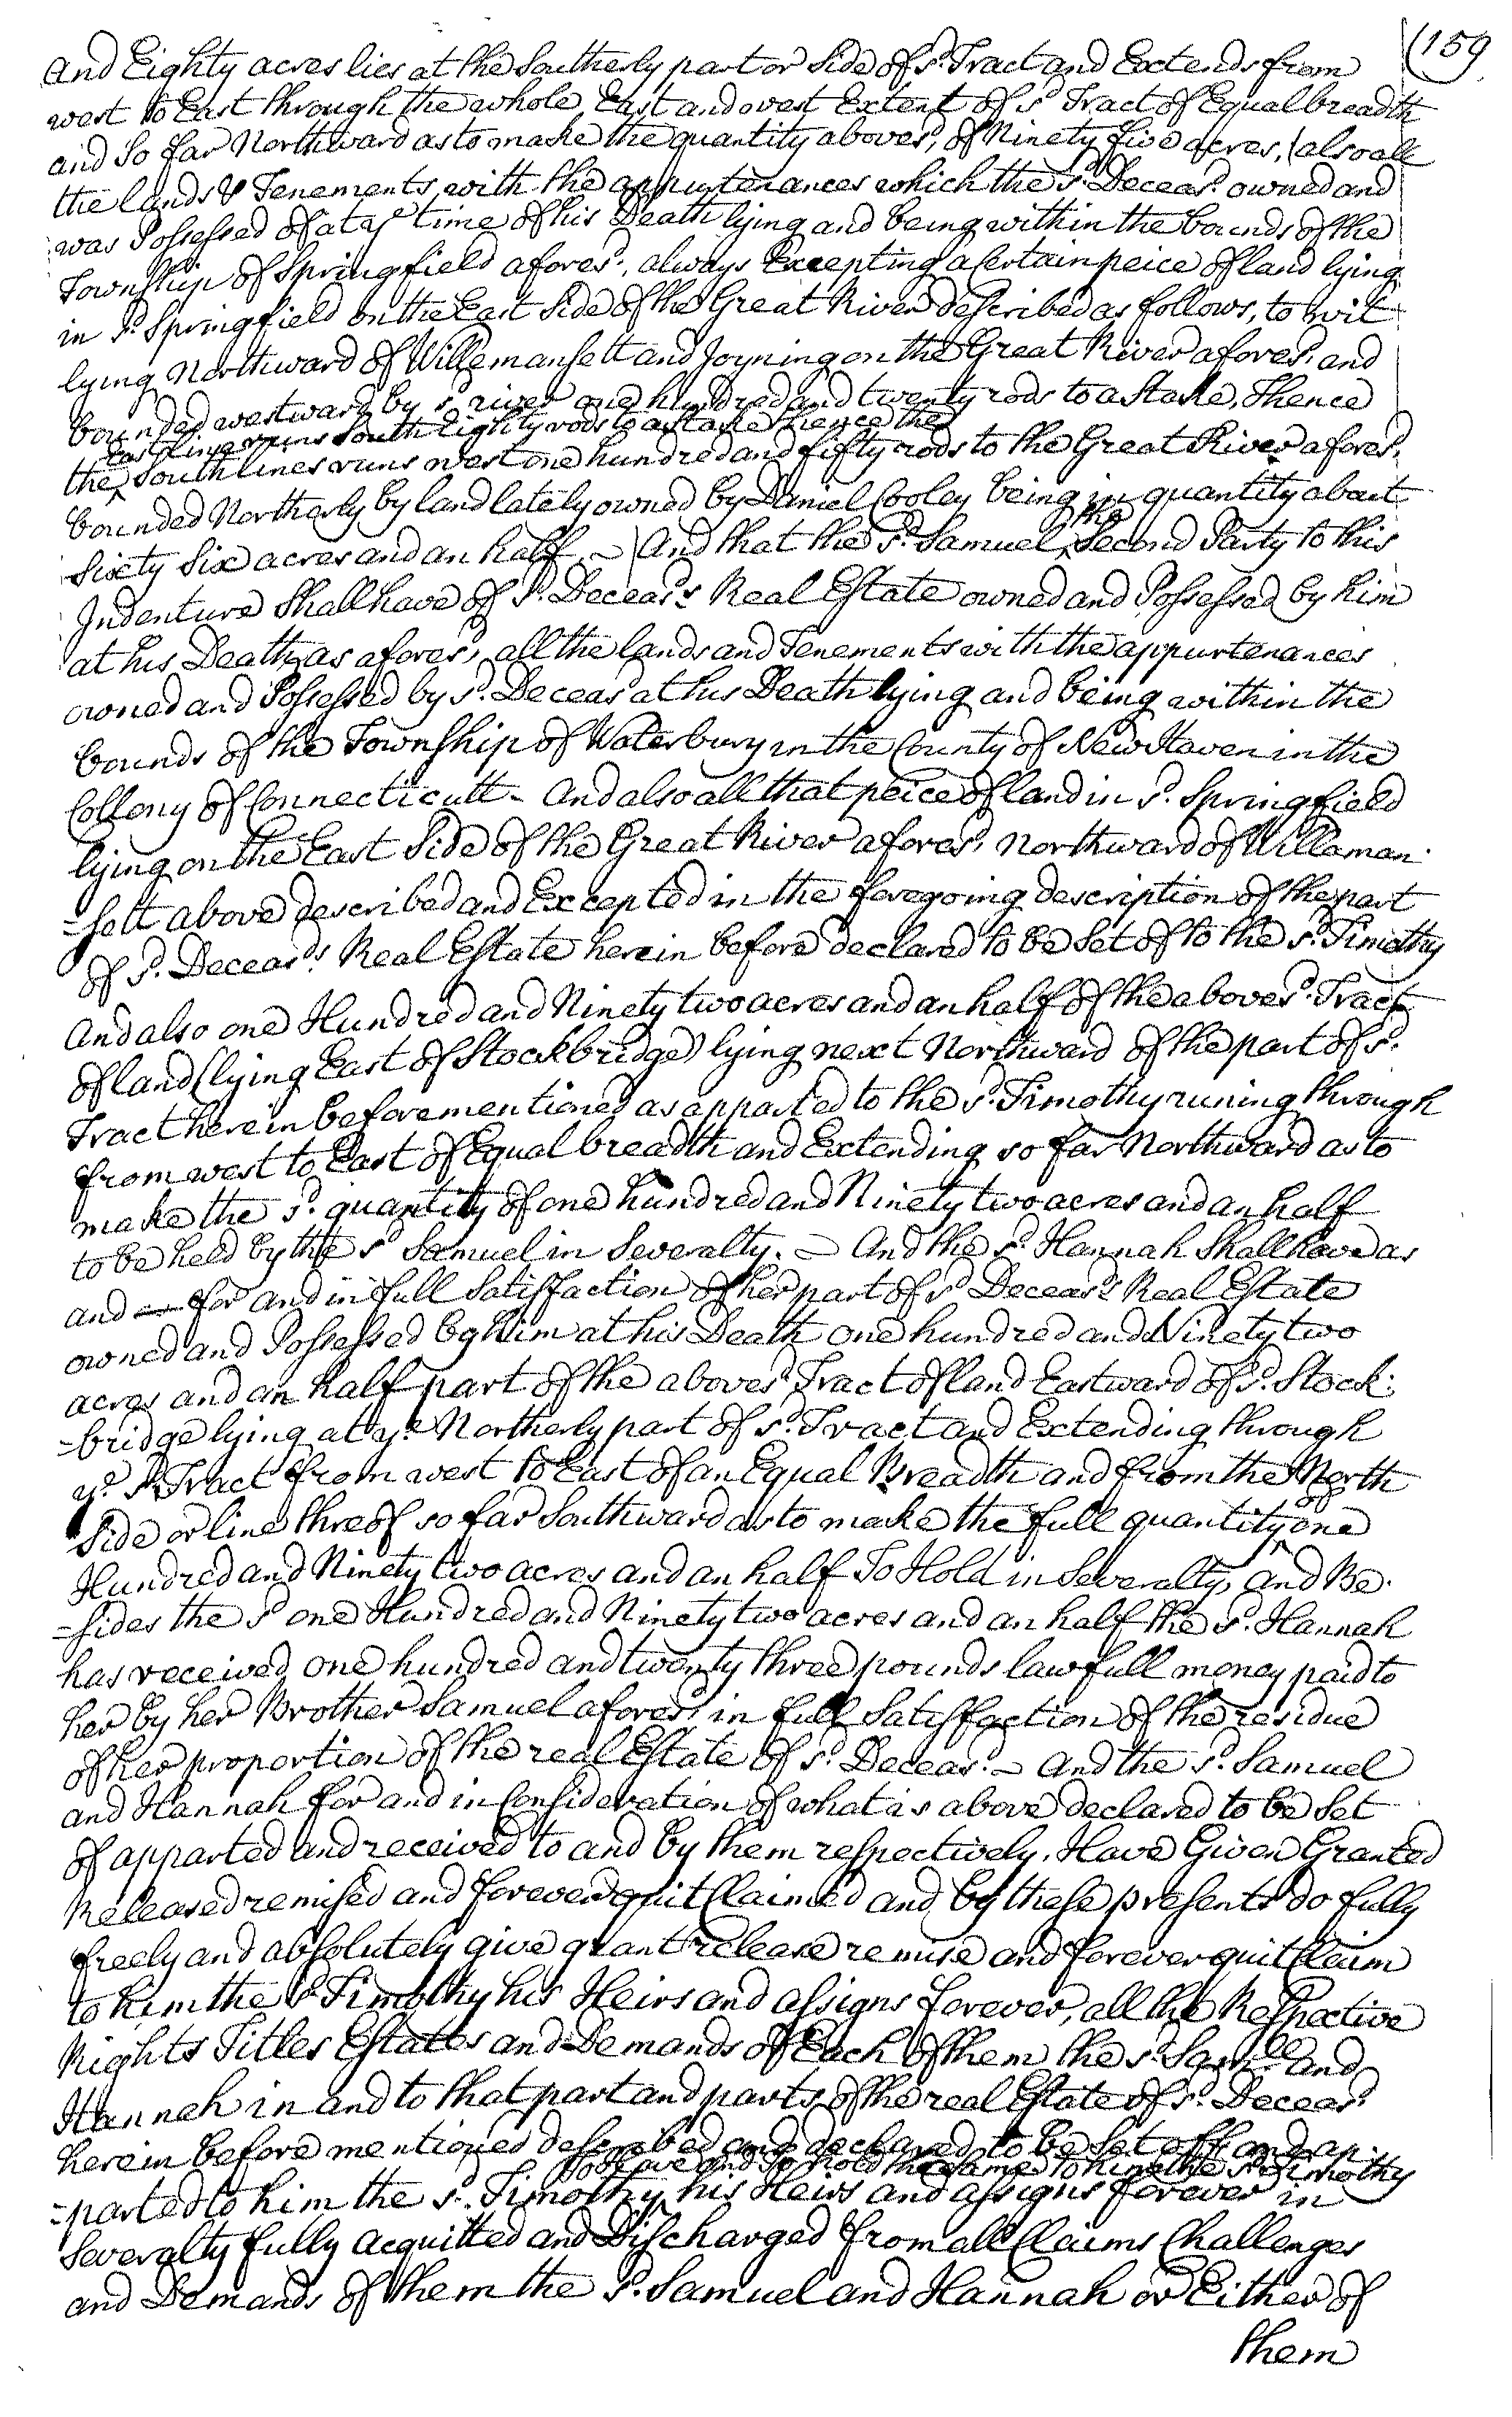 (159
and Eighty acres lies at the Southerly part or Side of sd. Tract and Extends from
west to East through the whole East and west Extent of sd Tract of Equal breadth
and So far Northward as to make the quantity aboves,d of Ninety five acres, (also all
the lands & Tenements with the appurtenances which the sd. Deceasd. owned and
was Possessed of at ye time of his Death lying and being within the bounds of the
Township of Springfield aforesd., always Excepting a Certain peice of land lying
in sd. Springfield on the East Side of the Great River described as follows, to wit
lying Northward of Willemansett and Joyning on the Great River aforesd. and
bounded westward by sd. river one hundred and twenty rods to a Stake, Thence
East line runs South Eighty rods to a stake thence the
the South lines runs west one hundred and fifty rods to the Great River aforesd.
bounded Northerly by land lately owned by Daniel Cooley being in quantity about
the
Sixty Six acres and an half. ~ (And that the sd. Samuel, Second Party to this
Indenture Shall have of sd. Deceasd.s Real Estate owned and Possessed by him
at his Death, as aforesd, all the lands and Tenements with the appurtenances
owned and Possessed by sd. Deceasd at his Death lying and being within the
bounds of the Township of Waterbury in the County of New Haven in the
Collony of Connecticutt - And also all that peice of land in sd. Springfield
lying on the East Side of the Great River aforesd, Northward of Willaman-
=sett above described and Excepted in the foregoing description of the part
of sd. Deceasd.s Real Estate herein before declared to be Set of to the sd. Timothy
And also one Hundred and Ninety two acres and an half of the abovesd. Tract
of land (lying East of Stockbridge) lying next Northward of the part of sd.
Tract herein before mentioned as apparted to the sd. Timothy runing through
from west to East of Equal breadth and Extending so far Northward as to
make the sd. quantity of one hundred and Ninety two acres and an half
to be held by the sd Samuel in Severalty. ~ And the sd. Hannah Shall have as
and for and in full Satisfaction of her part of sd Deceasd.s Real Estate
owned and Possessed by him at his Death one hundred and Ninety two
acres and an half part of the abovesd Tract of land Eastward of sd. Stock-
=bridge lying at ye. Northerly part of sd. Tract and Extending through
ye. sd Tract from west to East of an Equal Breadth and from the North
of
Side or line threof so far Southward as to make the full quantity one
Hundred and Ninety two acres and an half To Hold in Severalty, and Be-
=sides the sd one Hundred and Ninety two acres and an half the sd. Hannah
has received one hundred and twenty three pounds lawfull money paid to
her by her Brother Samuel aforesd, in full Satisfaction of the residue
of her proportion of the real Estate of sd. Deceasd. ~ And the sd. Samuel
and Hannah for and in Consideration of what is above declared to be Set
of apparted and received to and by them respectively, Have Given Granted
Released remised and forever quit Claimed and by these presents do fully
freely and absolutely give grant release remise and forever quit Claim
to him the sd Timothy his Heirs and assigns forever, all the Respective
Rights Titles Estates and Demands of Each of them the sd. Samll. and
Hannah in and to that part and parts of the real Estate of sd. Deceasd.
herein before mentioned described and declared to be Set off and ap-
To Have and To Hold the same to him the sd. Timothy
=parted to him the sd. Timothy, his Heirs and assigns forever in
Severalty fully acquitted and Discharged from all Claims Challenges
and Demands of them the sd. Samuel and Hannah or Either of
them